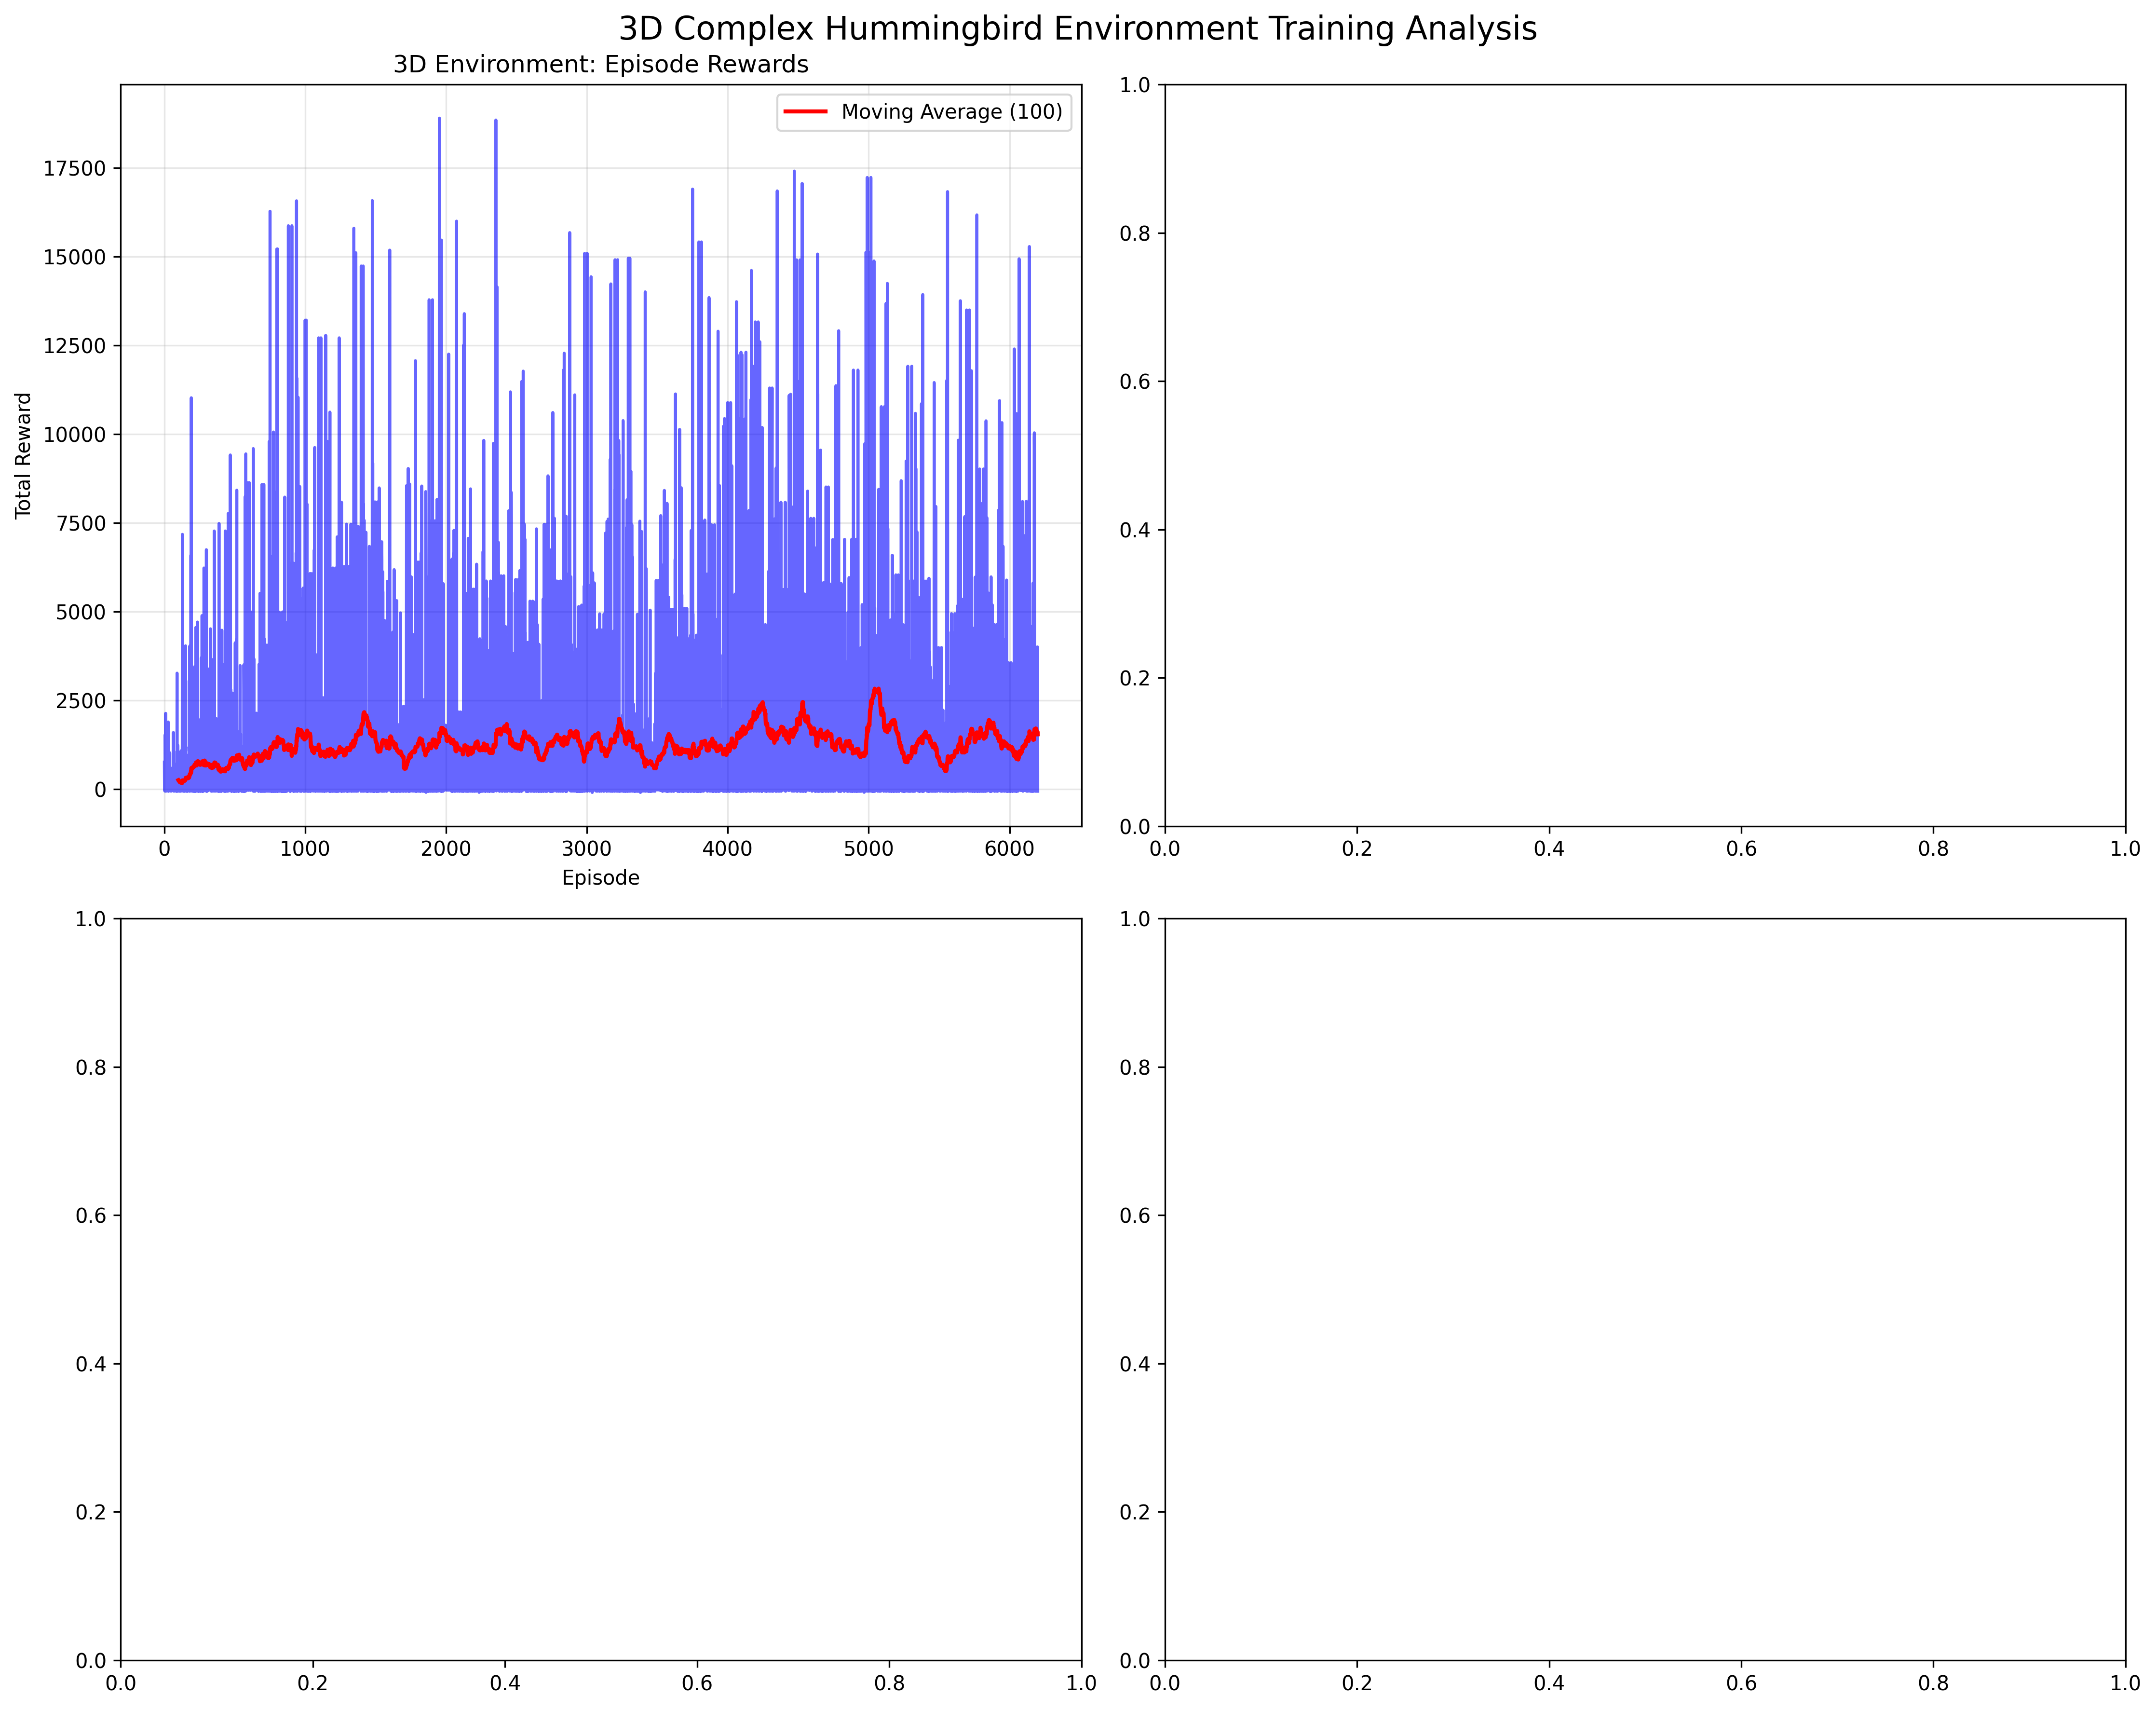 3D Complex Hummingbird Environment Training Analysis
3D Environment: Episode Rewards
Moving Average (100)
Total Reward
17500
15000
12500
10000
7500
5000
2500
0
0 1000 2000 3000 4000 5000 6000
Episode
1.0
0.8
0.6
0.4
0.2
0.0
0.0 0.2 0.4 0.6 0.8 1.0
1.0
0.8
0.6
0.4
0.2
0.0
0.0 0.2 0.4 0.6 0.8 1.0
1.0
0.8
0.6
0.4
0.2
0.0
0.0 0.2 0.4 0.6 0.8 1.0